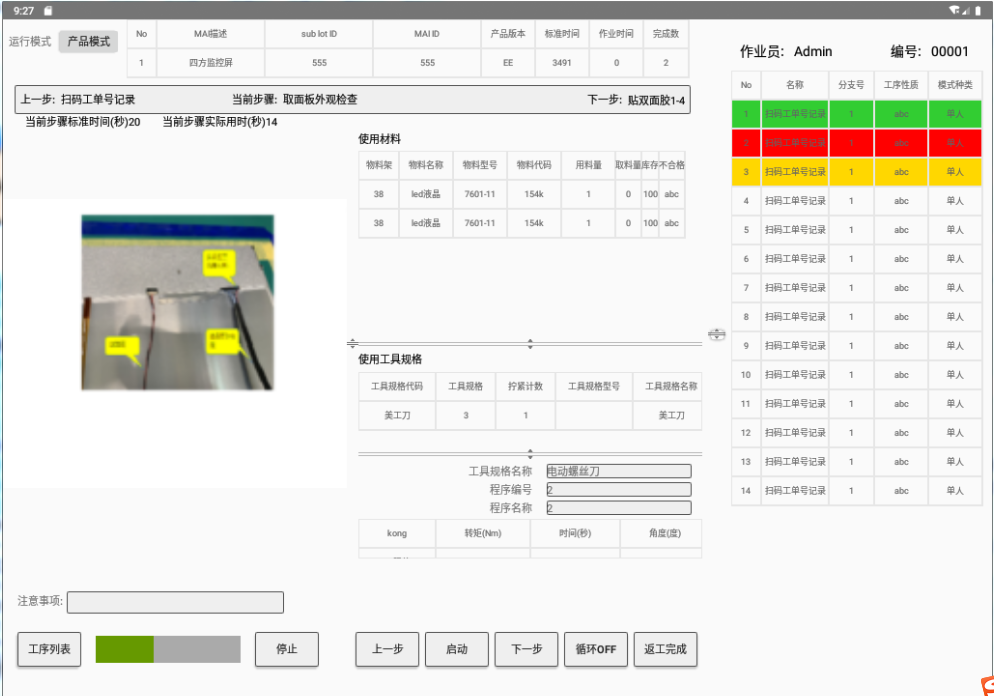 9:27
运行模式 产品模式
No MAI描述 sub lot ID MAI ID 产品版本 标准时间 作业时间 完成数
1 四方监控屏 555 555 EE 3491 0 2
作业员: Admin 编号: 00001
上一步: 扫码工单号记录 当前步骤: 取面板外观检查 下一步: 贴双面胶1-4
当前步骤标准时间(秒)20 当前步骤实际用时(秒)14
使用材料
物料架 物料名称 物料型号 物料代码 用料量 取料量 库存 不合格
38 led液晶 7601-11 154k 1 0 100 abc
38 led液晶 7601-11 154k 1 0 100 abc
使用工具规格
工具规格代码 工具规格 拧紧计数 工具规格型号 工具规格名称
美工刀 3 1 美工刀
工具规格名称 电动螺丝刀
程序编号 2
程序名称 2
kong 转矩(Nm) 时间(秒) 角度(度)
No 名称 分支号 工序性质 模式种类
1 扫码工单号记录 1 abc 单人
2 扫码工单号记录 1 abc 单人
3 扫码工单号记录 1 abc 单人
4 扫码工单号记录 1 abc 单人
5 扫码工单号记录 1 abc 单人
6 扫码工单号记录 1 abc 单人
7 扫码工单号记录 1 abc 单人
8 扫码工单号记录 1 abc 单人
9 扫码工单号记录 1 abc 单人
10 扫码工单号记录 1 abc 单人
11 扫码工单号记录 1 abc 单人
12 扫码工单号记录 1 abc 单人
13 扫码工单号记录 1 abc 单人
14 扫码工单号记录 1 abc 单人
注意事项:
工序列表 停止 上一步 启动 下一步 循环OFF 返工完成